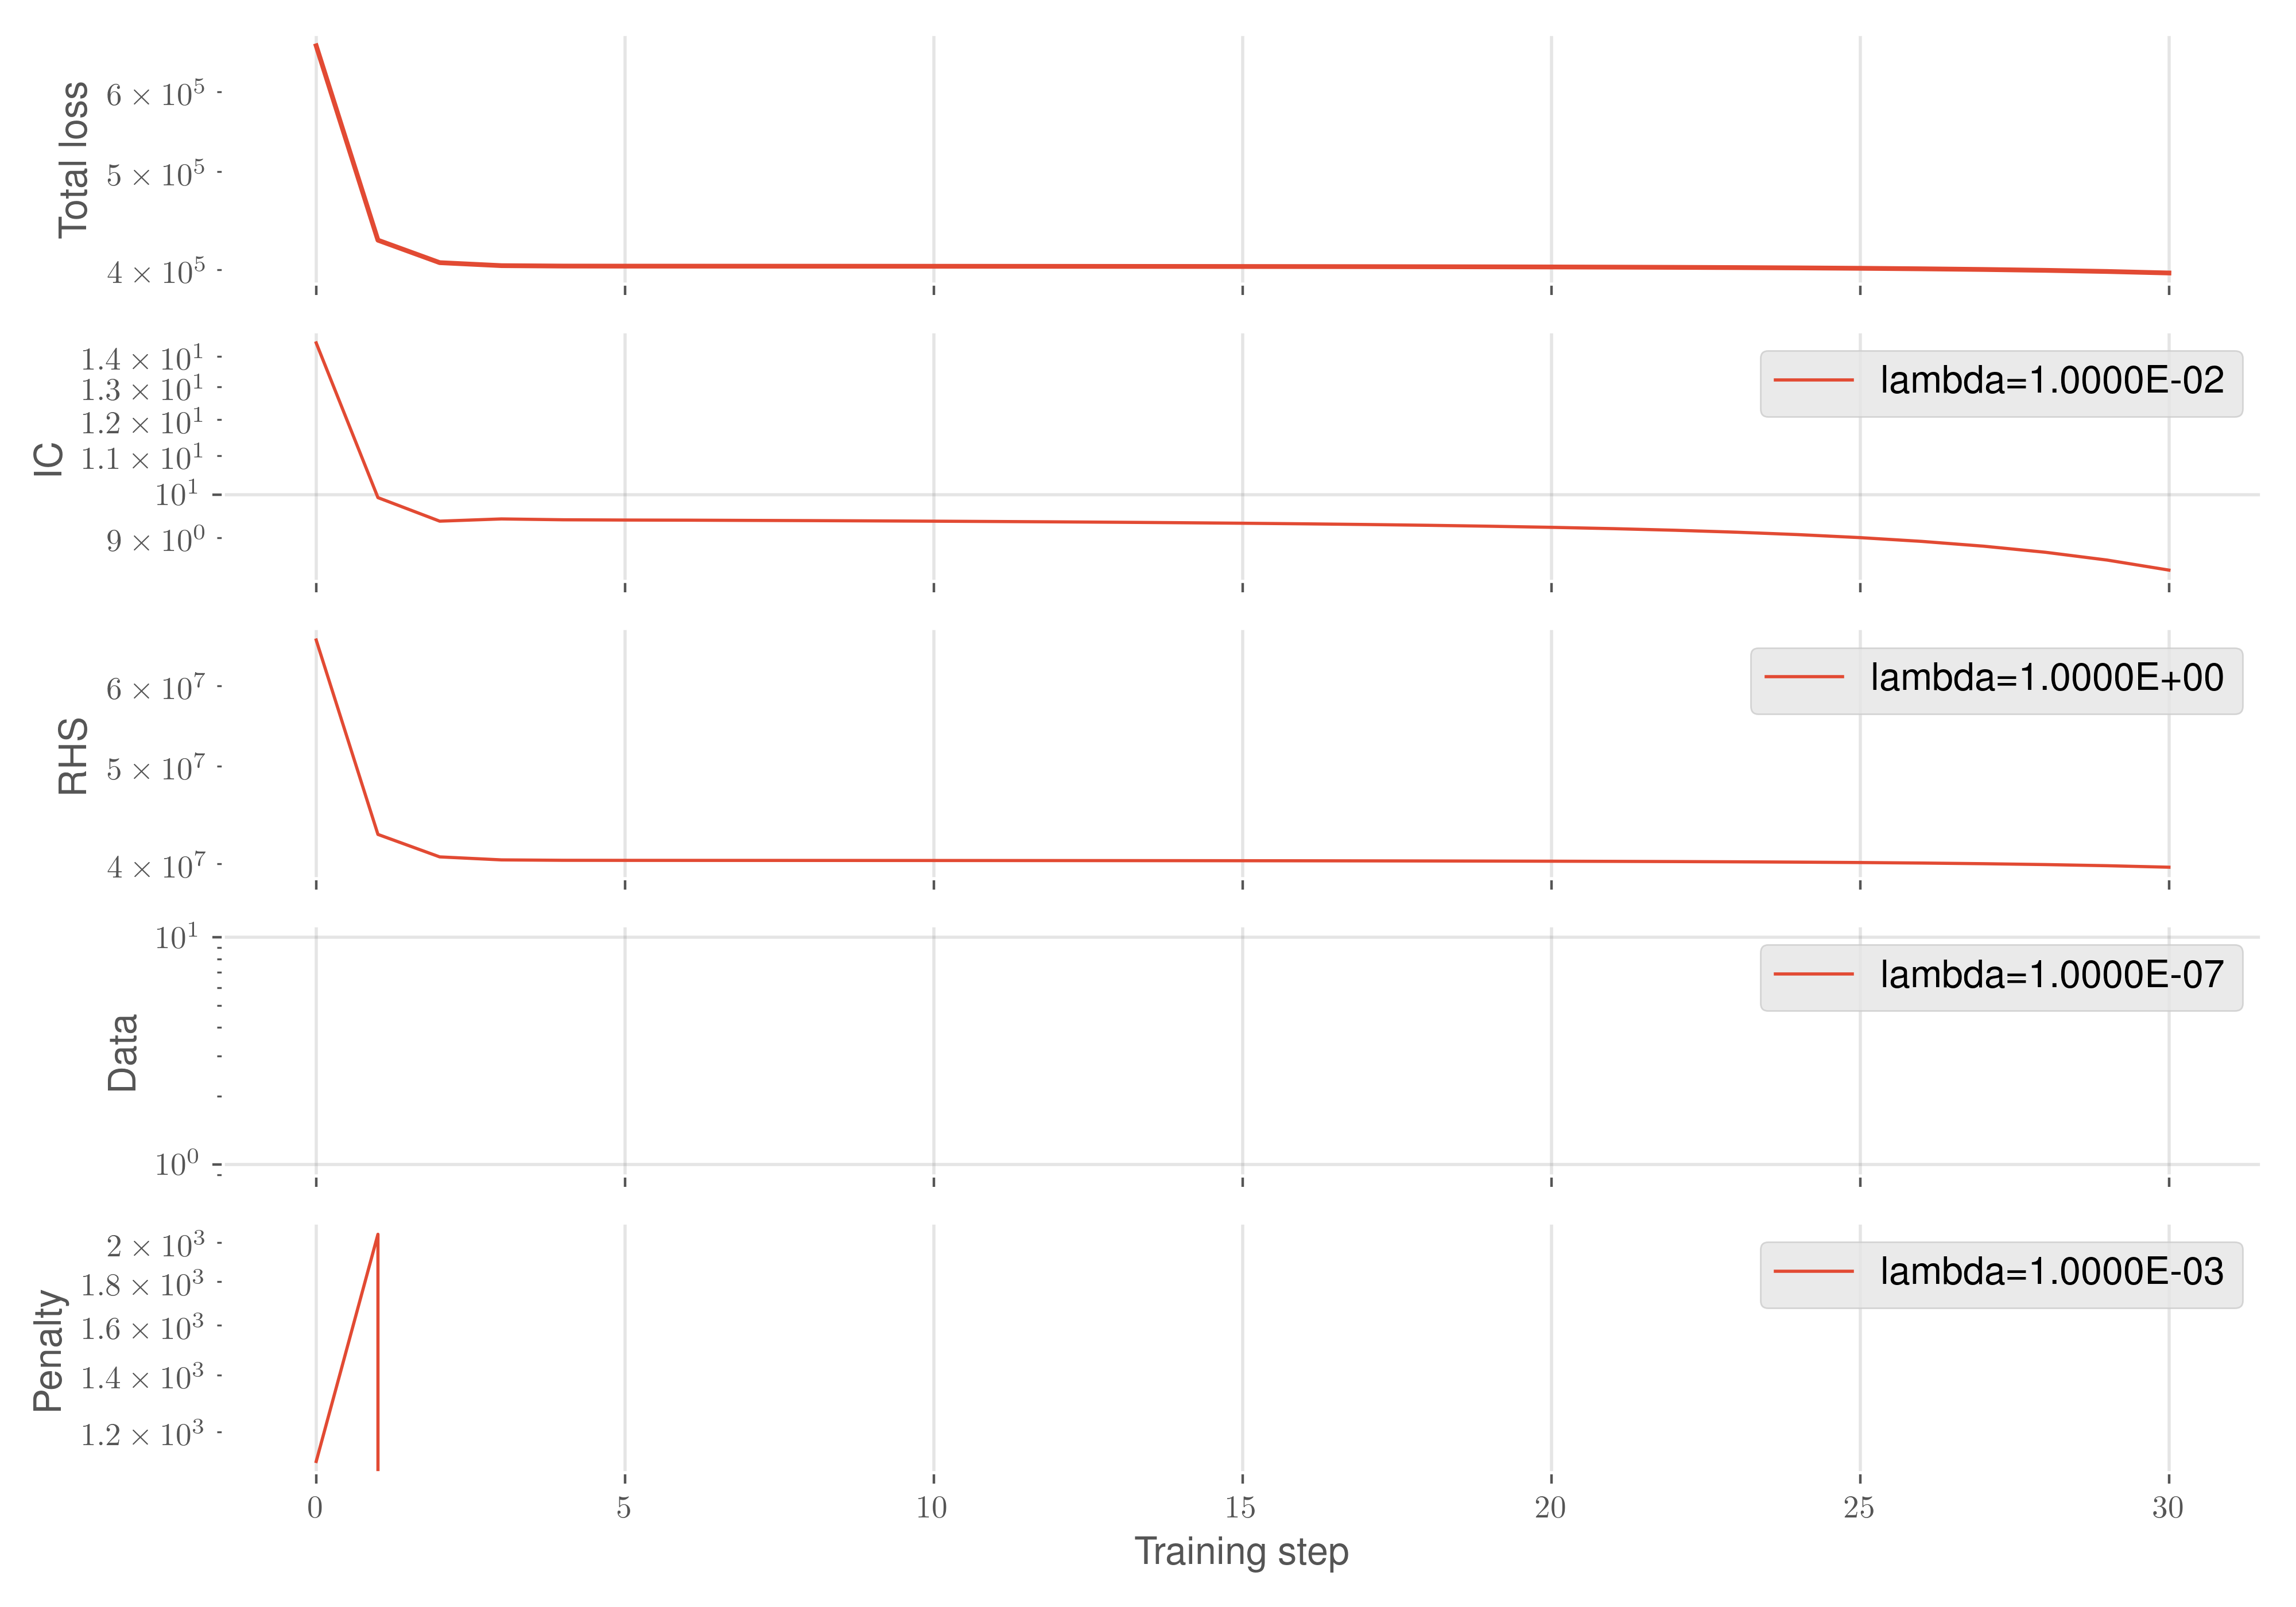 Total loss
6 × 10^5
5 × 10^5
4 × 10^5
IC
1.4 × 10^1
1.3 × 10^1
1.2 × 10^1
1.1 × 10^1
10^1
9 × 10^0
lambda=1.0000E-02
RHS
6 × 10^7
5 × 10^7
4 × 10^7
lambda=1.0000E+00
Data
10^1
10^0
lambda=1.0000E-07
Penalty
2 × 10^3
1.8 × 10^3
1.6 × 10^3
1.4 × 10^3
1.2 × 10^3
lambda=1.0000E-03
0 5 10 15 20 25 30
Training step